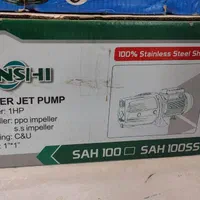 NSHI
100% Stainless Steel Sh
ER JET PUMP
: 1HP
ller: ppo impeller
s.s impeller
ing: C&U
: 1"*1"
SAH 100 SAH 100SS